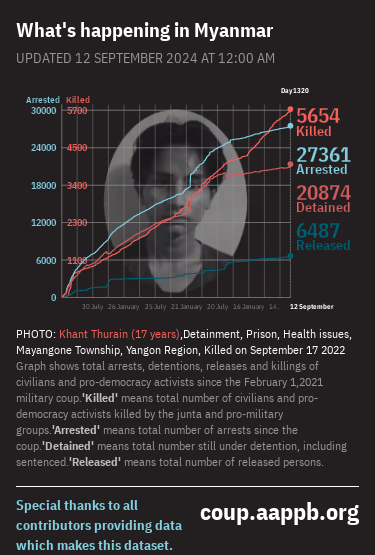 What's happening in Myanmar
UPDATED 12 SEPTEMBER 2024 AT 12:00 AM
Day1320
Arrested Killed
30000 5700
24000 4500
18000 3400
12000 2300
6000 1100
0
5654
Killed
27361
Arrested
20874
Detained
6487
Released
30 July 26 January 25 July 21 January 20 July 16 January 14. 12 September
PHOTO: Khant Thurain (17 years),Detainment, Prison, Health issues,
Mayangone Township, Yangon Region, Killed on September 17 2022
Graph shows total arrests, detentions, releases and killings of
civilians and pro-democracy activists since the February 1,2021
military coup.'Killed' means total number of civilians and pro-
democracy activists killed by the junta and pro-military
groups.'Arrested' means total number of arrests since the
coup.'Detained' means total number still under detention, including
sentenced.'Released' means total number of released persons.
Special thanks to all
contributors providing data
which makes this dataset.
coup.aappb.org